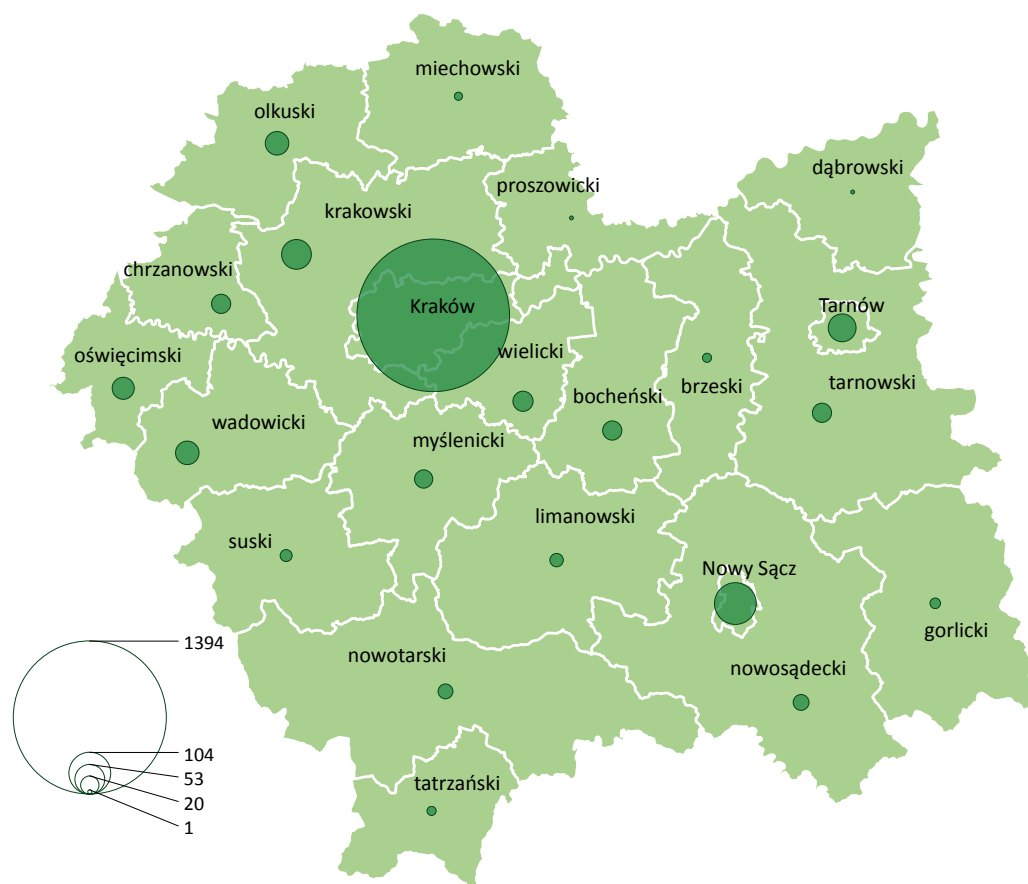 miechowski
olkuski
dąbrowski
proszowicki
krakowski
chrzanowski
Kraków
Tarnów
oświęcimski
wielicki
brzeski
tarnowski
bocheński
wadowicki
myślenicki
limanowski
suski
Nowy Sącz
gorlicki
nowotarski
nowosądecki
tatrzański
1394
104
53
20
1